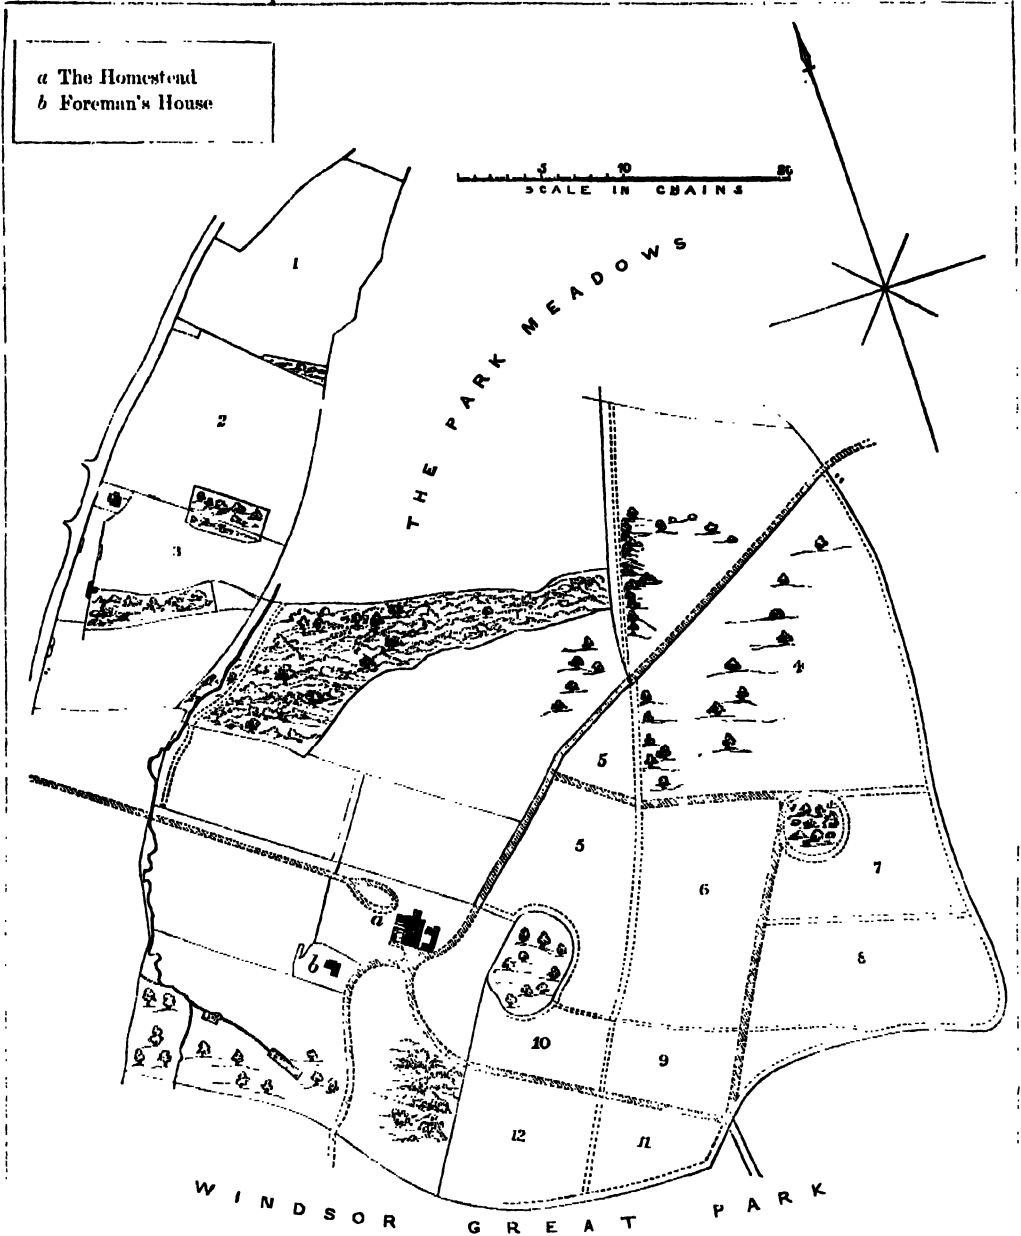 a The Homestead
b Foreman's House
5 10 20
SCALE IN CHAINS
THE PARK MEADOWS
1
2
3
4
5
5
6
7
8
a
b
10
9
12
11
WINDSOR GREAT PARK